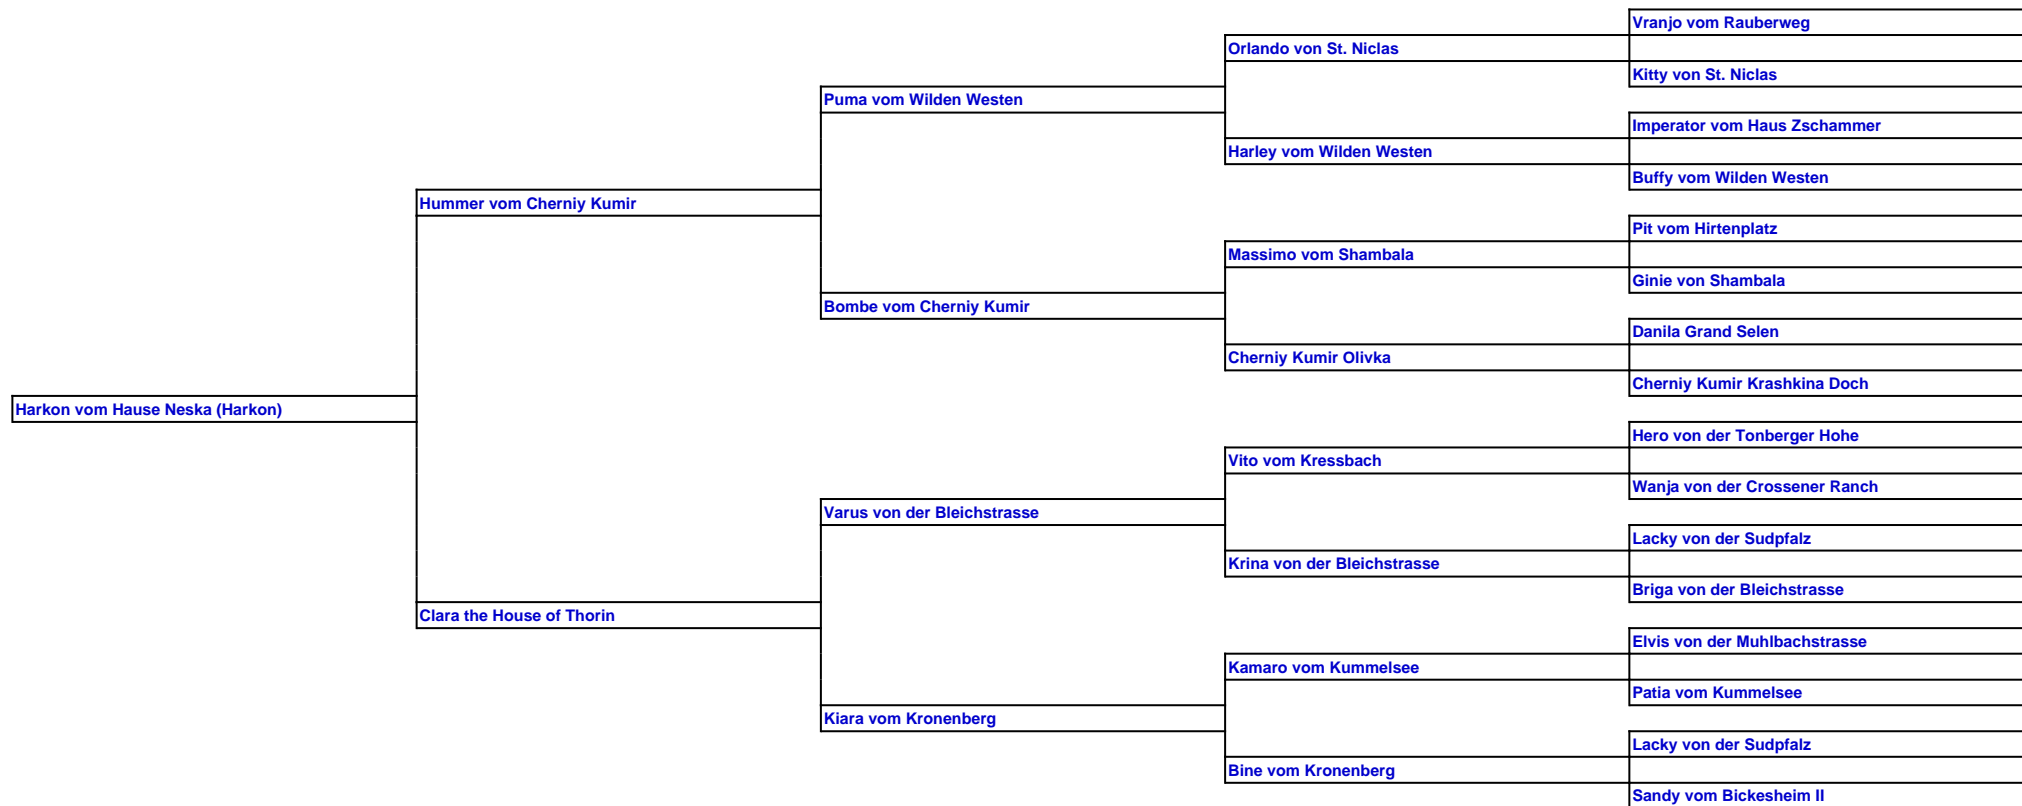 Vranjo vom Rauberweg
Orlando von St. Niclas
Kitty von St. Niclas
Puma vom Wilden Westen
Imperator vom Haus Zschammer
Harley vom Wilden Westen
Buffy vom Wilden Westen
Hummer vom Cherniy Kumir
Pit vom Hirtenplatz
Massimo vom Shambala
Ginie von Shambala
Bombe vom Cherniy Kumir
Danila Grand Selen
Cherniy Kumir Olivka
Cherniy Kumir Krashkina Doch
Harkon vom Hause Neska (Harkon)
Hero von der Tonberger Hohe
Vito vom Kressbach
Wanja von der Crossener Ranch
Varus von der Bleichstrasse
Lacky von der Sudpfalz
Krina von der Bleichstrasse
Briga von der Bleichstrasse
Clara the House of Thorin
Elvis von der Muhlbachstrasse
Kamaro vom Kummelsee
Patia vom Kummelsee
Kiara vom Kronenberg
Lacky von der Sudpfalz
Bine vom Kronenberg
Sandy vom Bickesheim II